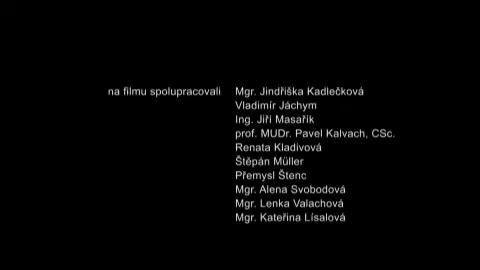 na filmu spolupracovali Mgr. Jindřiška Kadlečková
Vladimír Jáchym
Ing. Jiří Masařík
prof. MUDr. Pavel Kalvach, CSc.
Renata Kladivová
Štěpán Müller
Přemysl Štenc
Mgr. Alena Svobodová
Mgr. Lenka Valachová
Mgr. Kateřina Lísalová